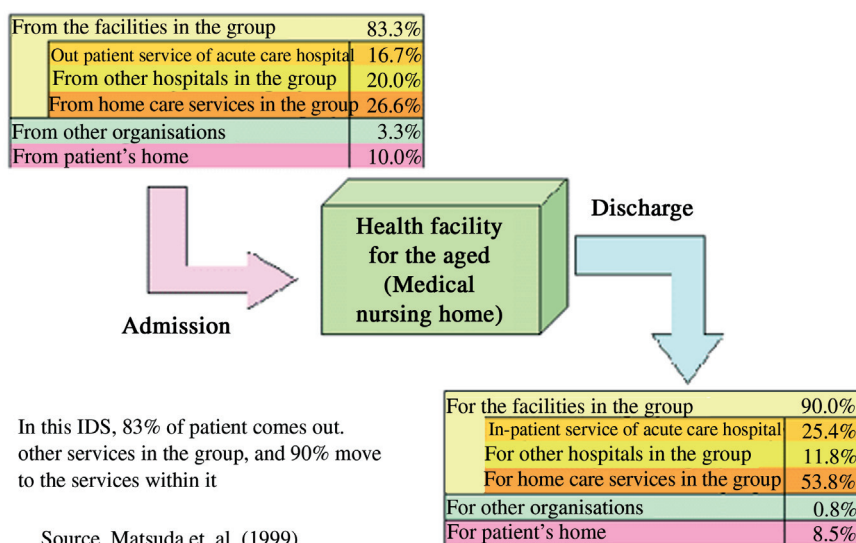 From the facilities in the group 83.3%
Out patient service of acute care hospital 16.7%
From other hospitals in the group 20.0%
From home care services in the group 26.6%
From other organisations 3.3%
From patient's home 10.0%
Admission
Health facility
for the aged
(Medical
nursing home)
Discharge
In this IDS, 83% of patient comes out.
other services in the group, and 90% move
to the services within it
Source. Matsuda et. al. (1999)
For the facilities in the group 90.0%
In-patient service of acute care hospital 25.4%
For other hospitals in the group 11.8%
For home care services in the group 53.8%
For other organisations 0.8%
For patient's home 8.5%